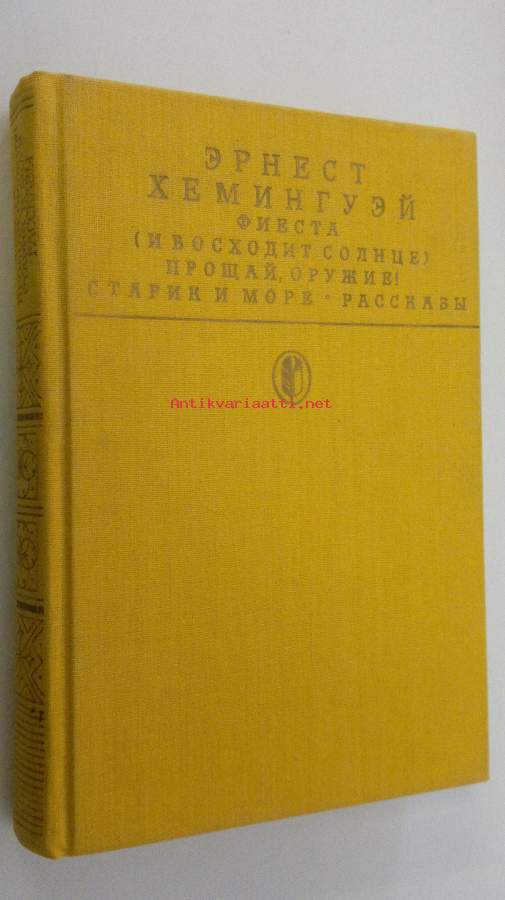 ЭРНЕСТ
ХЕМИНГУЭЙ
ФИЕСТА
(И ВОСХОДИТ СОЛНЦЕ)
ПРОЩАЙ, ОРУЖИЕ!
СТАРИК И МОРЕ • РАССКАЗЫ
Antikvariaatti.net